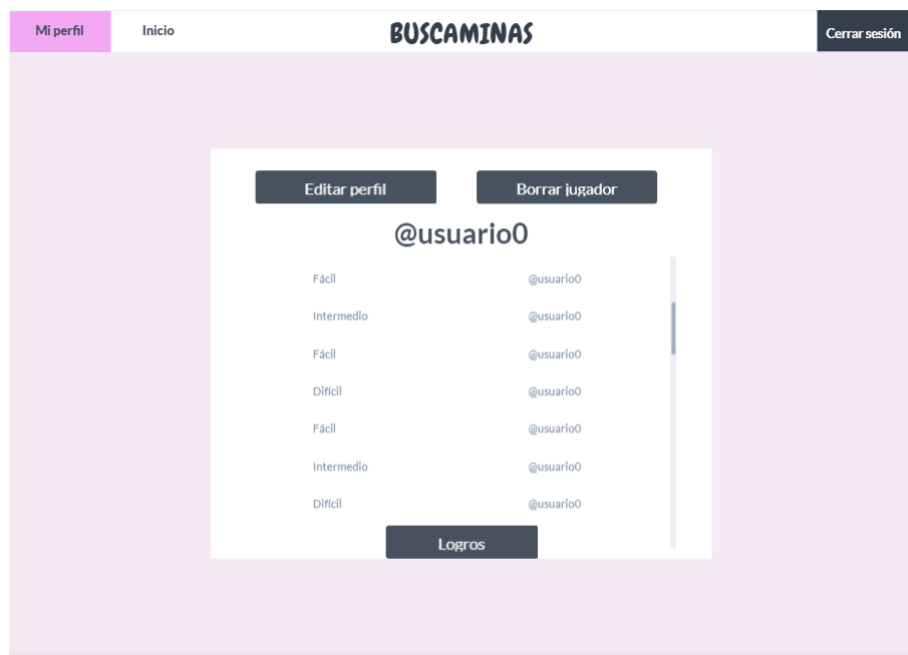 Mi perfil Inicio BUSCAMINAS Cerrar sesión
Editar perfil Borrar jugador
@usuario0
Fácil @usuario0
Intermedio @usuario0
Fácil @usuario0
Difícil @usuario0
Fácil @usuario0
Intermedio @usuario0
Difícil @usuario0
Logros